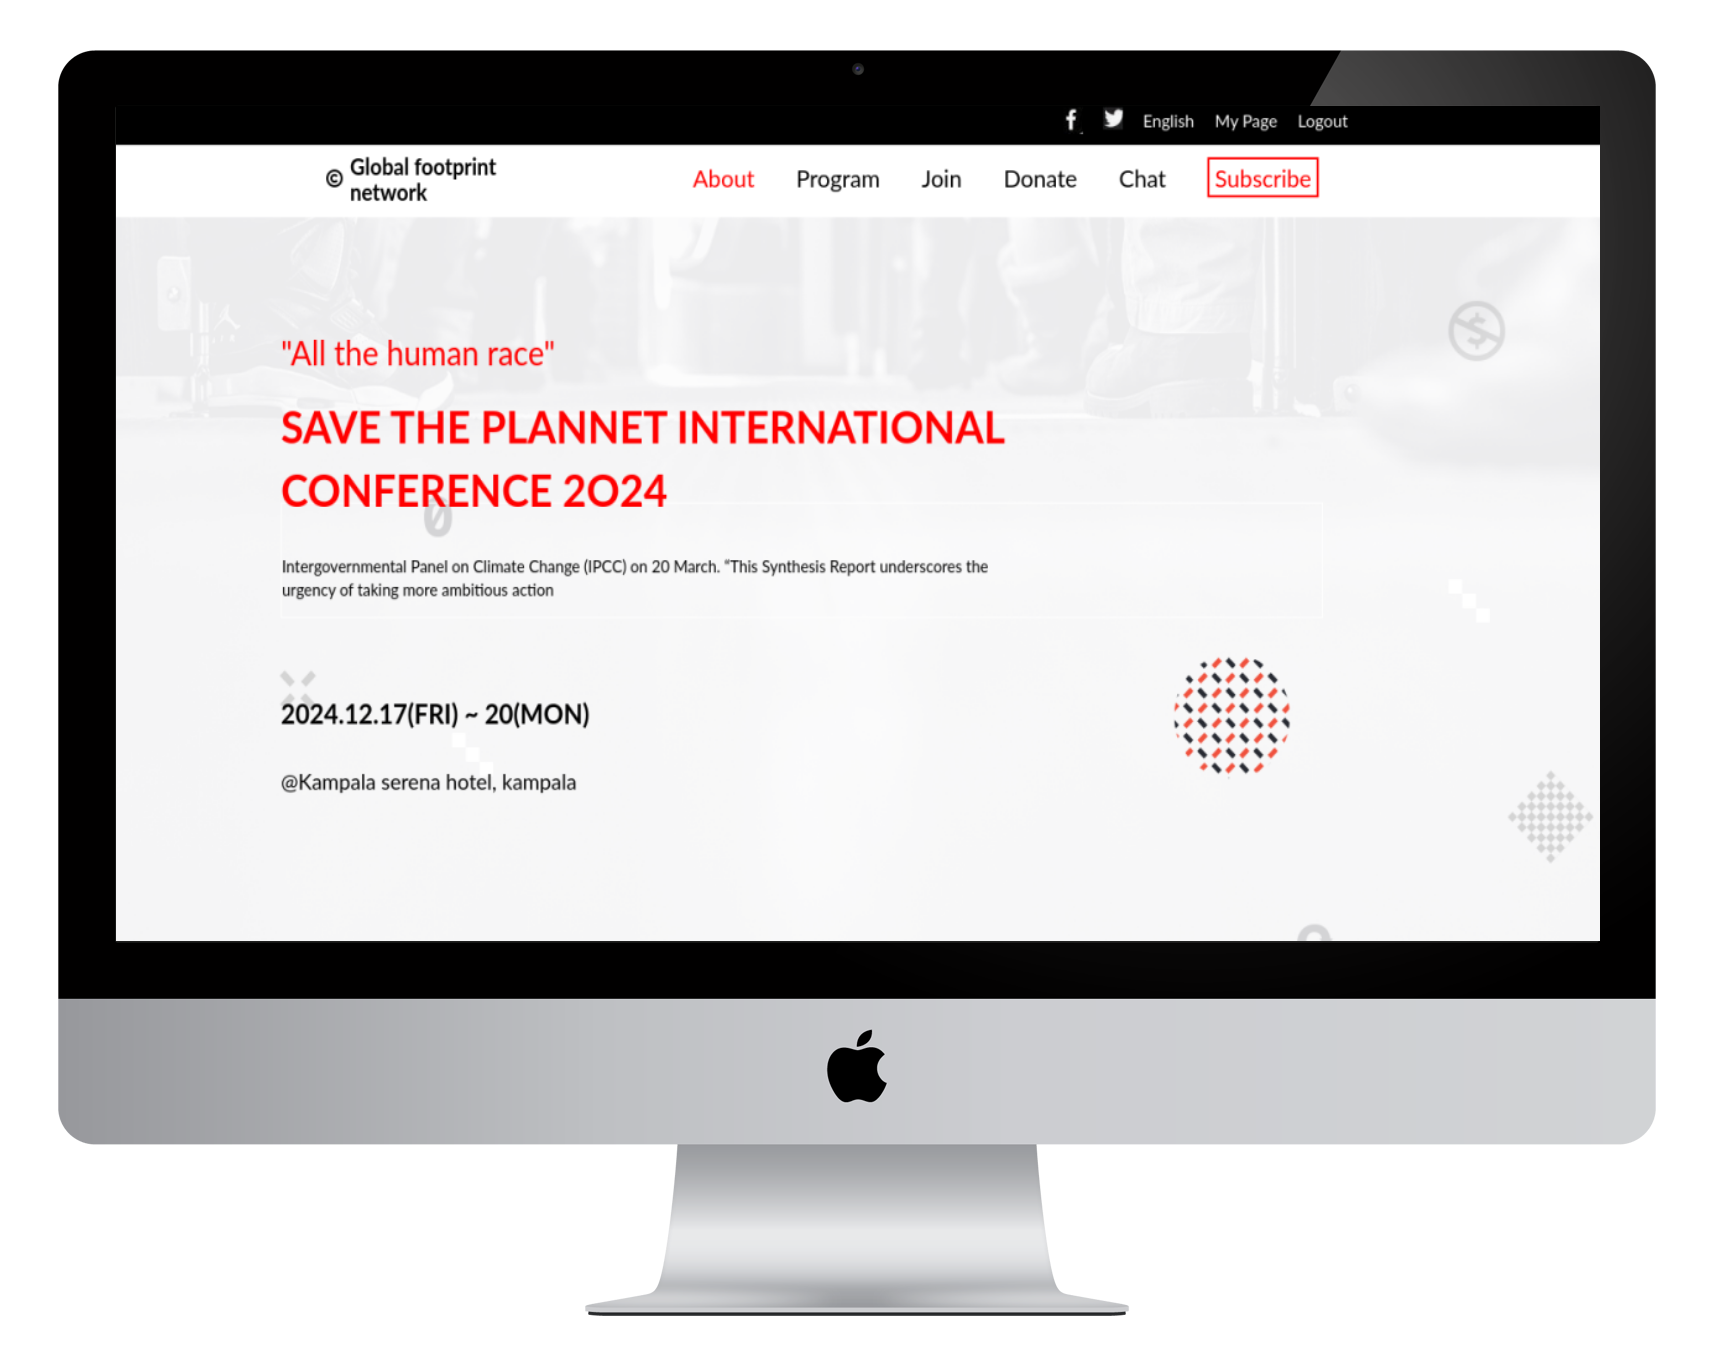 English My Page Logout
© Global footprint
network
About Program Join Donate Chat Subscribe
"All the human race"
SAVE THE PLANNET INTERNATIONAL
CONFERENCE 2O24
Intergovernmental Panel on Climate Change (IPCC) on 20 March. “This Synthesis Report underscores the
urgency of taking more ambitious action
2024.12.17(FRI) ~ 20(MON)
@Kampala serena hotel, kampala